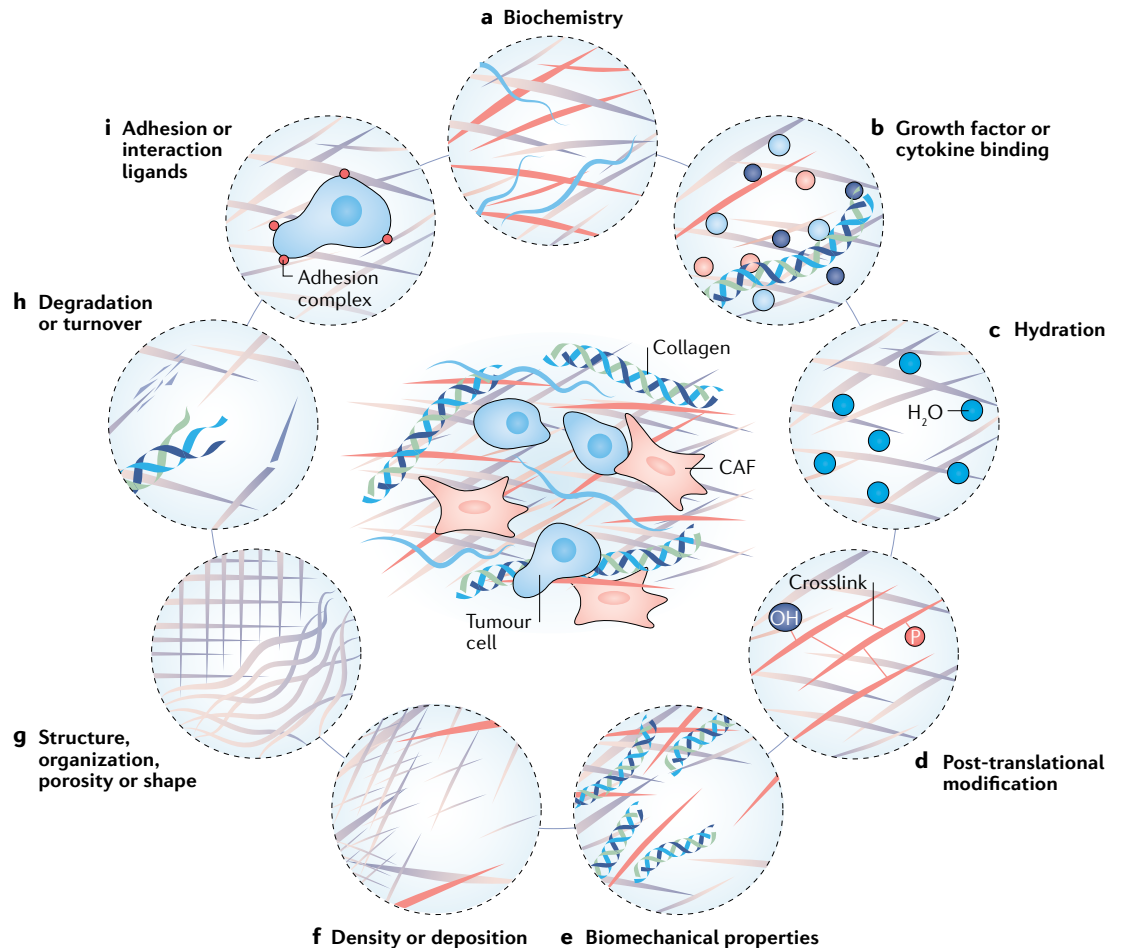 a Biochemistry
i Adhesion or
interaction
ligands
b Growth factor or
cytokine binding
Adhesion
complex
h Degradation
or turnover
c Hydration
Collagen
H₂O
CAF
Crosslink
OH
P
Tumour
cell
g Structure,
organization,
porosity or shape
d Post-translational
modification
f Density or deposition
e Biomechanical properties